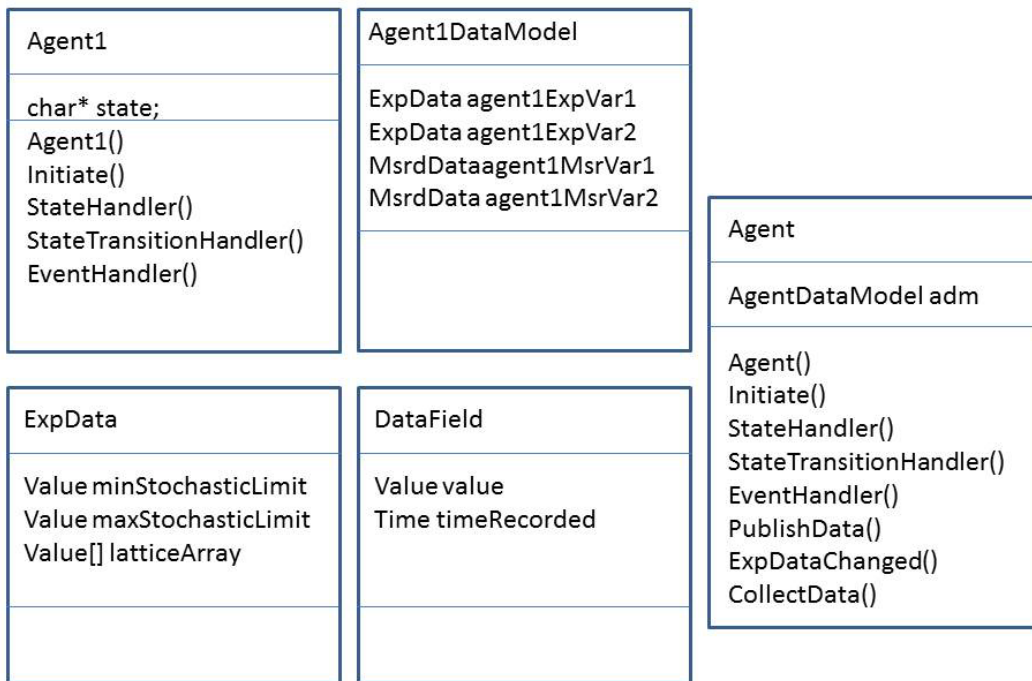 Agent1
char* state;
Agent1()
Initiate()
StateHandler()
StateTransitionHandler()
EventHandler()
Agent1DataModel
ExpData agent1ExpVar1
ExpData agent1ExpVar2
MsrdDataagent1MsrVar1
MsrdData agent1MsrVar2
Agent
AgentDataModel adm
Agent()
Initiate()
StateHandler()
StateTransitionHandler()
EventHandler()
PublishData()
ExpDataChanged()
CollectData()
ExpData
Value minStochasticLimit
Value maxStochasticLimit
Value[] latticeArray
DataField
Value value
Time timeRecorded